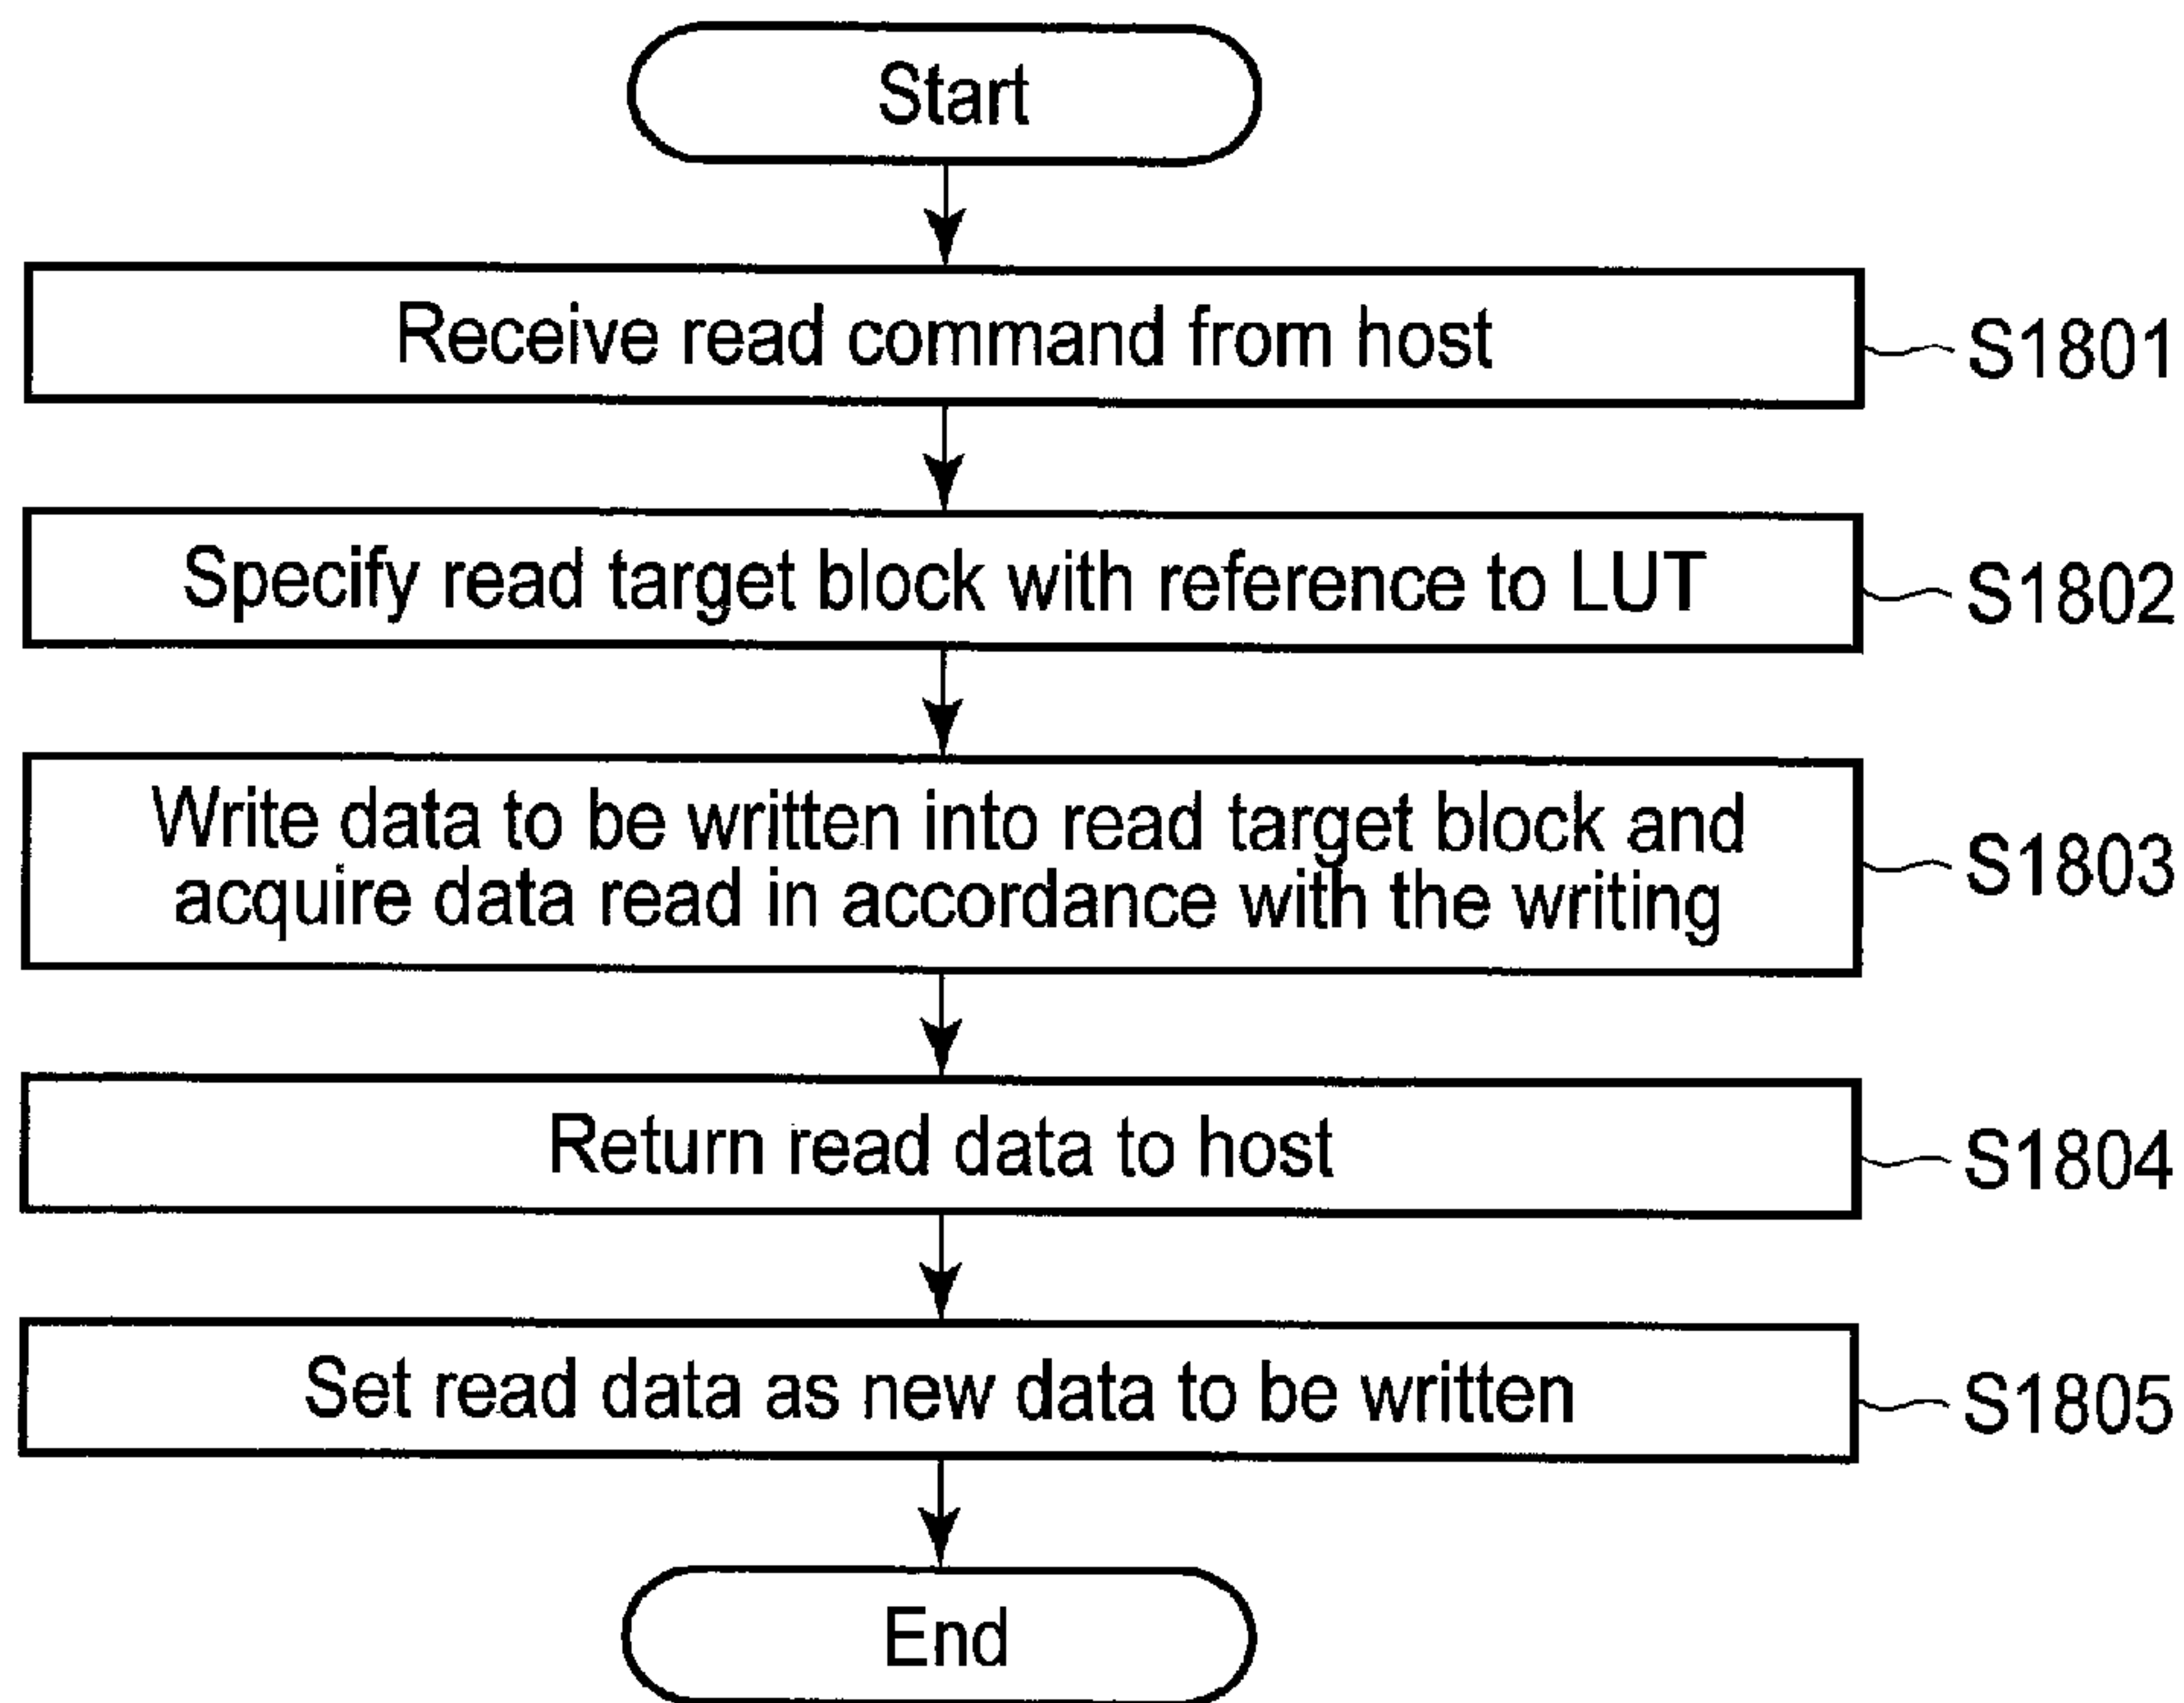 Start
Receive read command from host
S1801
Specify read target block with reference to LUT
S1802
Write data to be written into read target block and
acquire data read in accordance with the writing
S1803
Return read data to host
S1804
Set read data as new data to be written
S1805
End